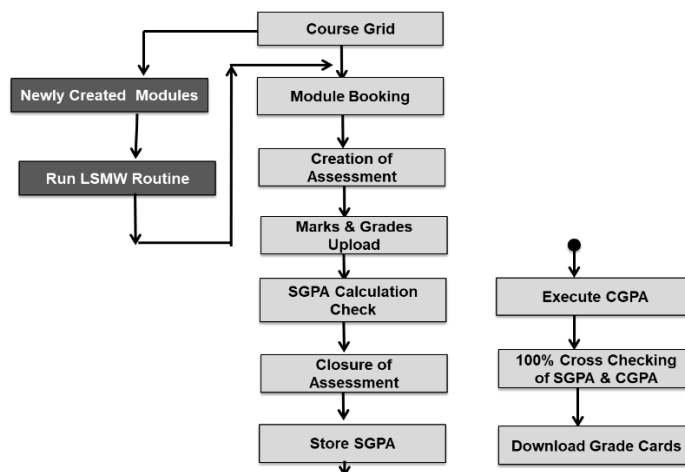 Course Grid
Newly Created Modules
Module Booking
Run LSMW Routine
Creation of
Assessment
Marks & Grades
Upload
SGPA Calculation
Check
Closure of
Assessment
Store SGPA
Execute CGPA
100% Cross Checking
of SGPA & CGPA
Download Grade Cards